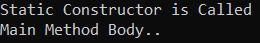 Static Constructor is Called
Main Method Body..